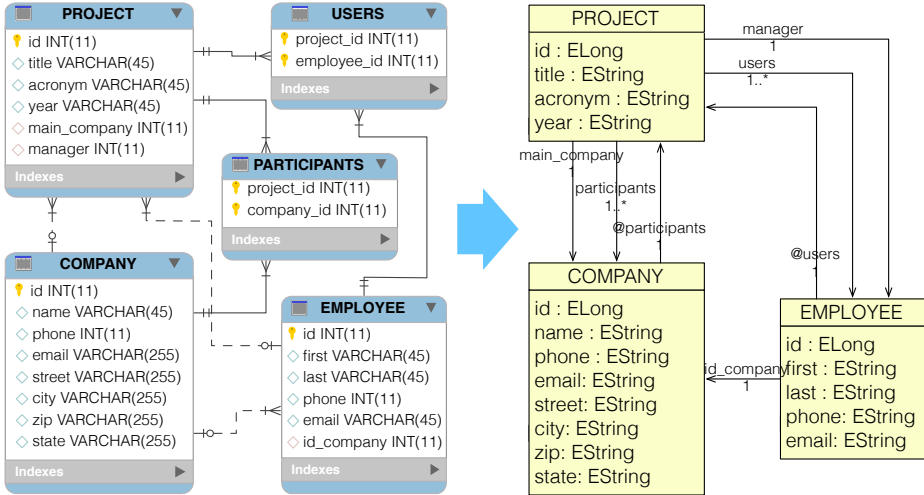 PROJECT
id INT(11)
title VARCHAR(45)
acronym VARCHAR(45)
year VARCHAR(45)
main_company INT(11)
manager INT(11)
Indexes
USERS
project_id INT(11)
employee_id INT(11)
Indexes
PARTICIPANTS
project_id INT(11)
company_id INT(11)
Indexes
COMPANY
id INT(11)
name VARCHAR(45)
phone INT(11)
email VARCHAR(255)
street VARCHAR(255)
city VARCHAR(255)
zip VARCHAR(255)
state VARCHAR(255)
Indexes
EMPLOYEE
id INT(11)
first VARCHAR(45)
last VARCHAR(45)
phone INT(11)
email VARCHAR(45)
id_company INT(11)
Indexes
PROJECT
id : ELong
title : EString
acronym : EString
year : EString
manager
1
users
1..*
main_company
1
participants
1..*
@participants
1
@users
1
COMPANY
id : ELong
name : EString
phone : EString
email: EString
street: EString
city: EString
zip: EString
state: EString
id_company
1
EMPLOYEE
id : ELong
first : EString
last : EString
phone: EString
email: EString